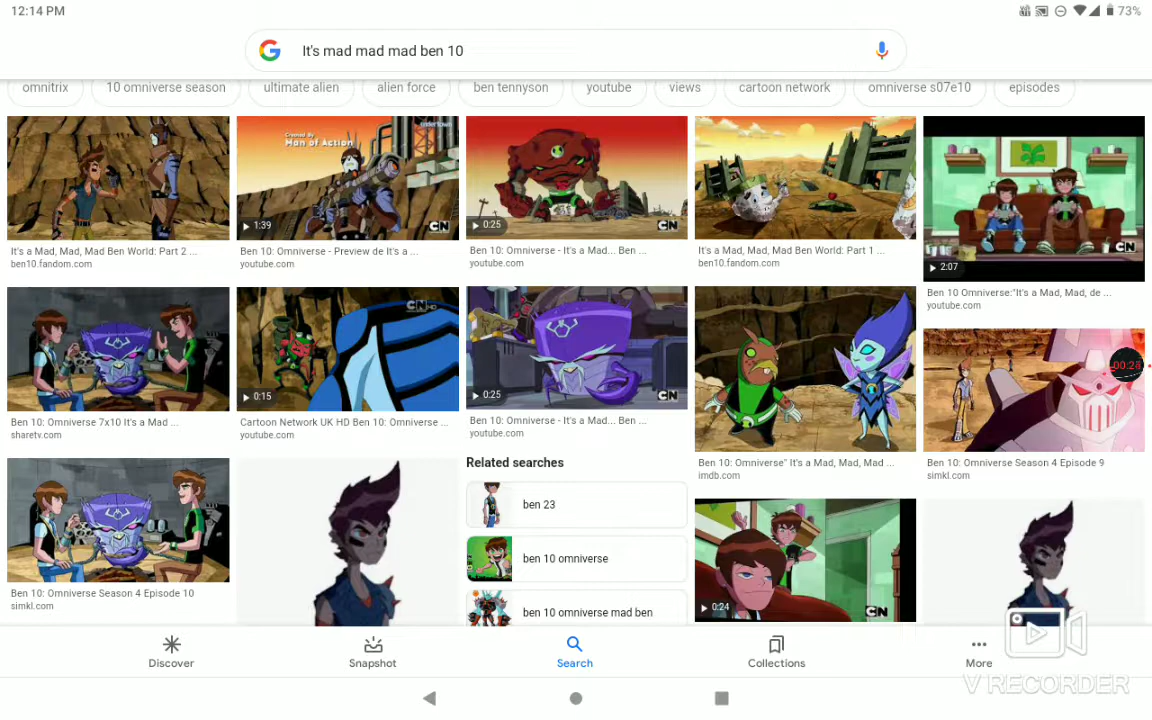 12:14 PM
73%
It's mad mad mad ben 10
omnitrix
10 omniverse season
ultimate alien
alien force
ben tennyson
youtube
views
cartoon network
omniverse s07e10
episodes
Created By
Man of Action
1:39
CN
0:25
CN
CN
2:07
It's a Mad, Mad, Mad Ben World: Part 2 ...
ben10.fandom.com
Ben 10: Omniverse - Preview de It's a ...
youtube.com
Ben 10: Omniverse - It's a Mad... Ben ...
youtube.com
It's a Mad, Mad, Mad Ben World: Part 1 ...
ben10.fandom.com
Ben 10 Omniverse:"It's a Mad, Mad, de ...
youtube.com
CN HD
0:15
0:25
CN
Ben 10: Omniverse 7x10 It's a Mad ...
sharetv.com
Cartoon Network UK HD Ben 10: Omniverse ...
youtube.com
Ben 10: Omniverse - It's a Mad... Ben ...
youtube.com
Ben 10: Omniverse" It's a Mad, Mad, Mad ...
imdb.com
Ben 10: Omniverse Season 4 Episode 9
simkl.com
Related searches
ben 23
ben 10 omniverse
ben 10 omniverse mad ben
0:24
CN
Ben 10: Omniverse Season 4 Episode 10
simkl.com
Discover
Snapshot
Search
Collections
More
V RECORDER